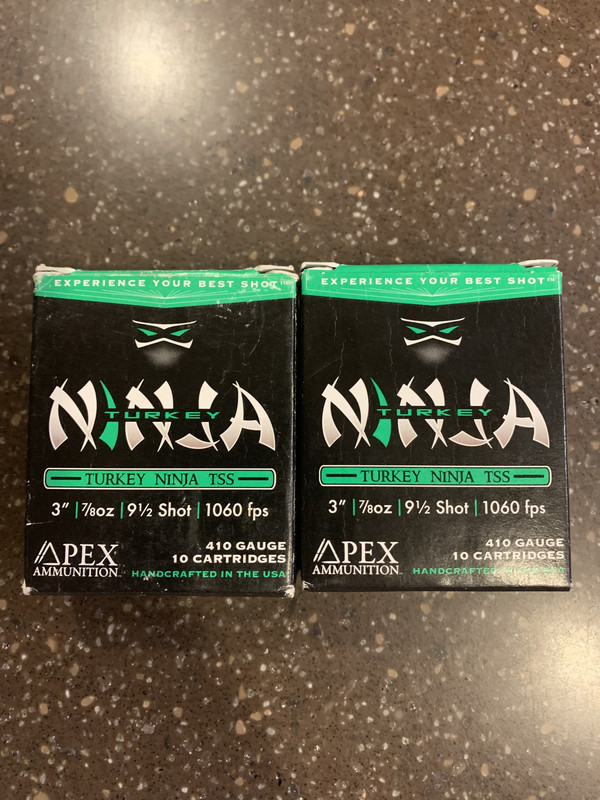 EXPERIENCE YOUR BEST SHOT™
NINJA
TURKEY
TURKEY NINJA TSS
3" | 7/8oz | 9½ Shot | 1060 fps
APEX
AMMUNITION
410 GAUGE
10 CARTRIDGES
HANDCRAFTED IN THE USA
EXPERIENCE YOUR BEST SHOT™
NINJA
TURKEY
TURKEY NINJA TSS
3" | 7/8oz | 9½ Shot | 1060 fps
APEX
AMMUNITION
410 GAUGE
10 CARTRIDGES
HANDCRAFTED